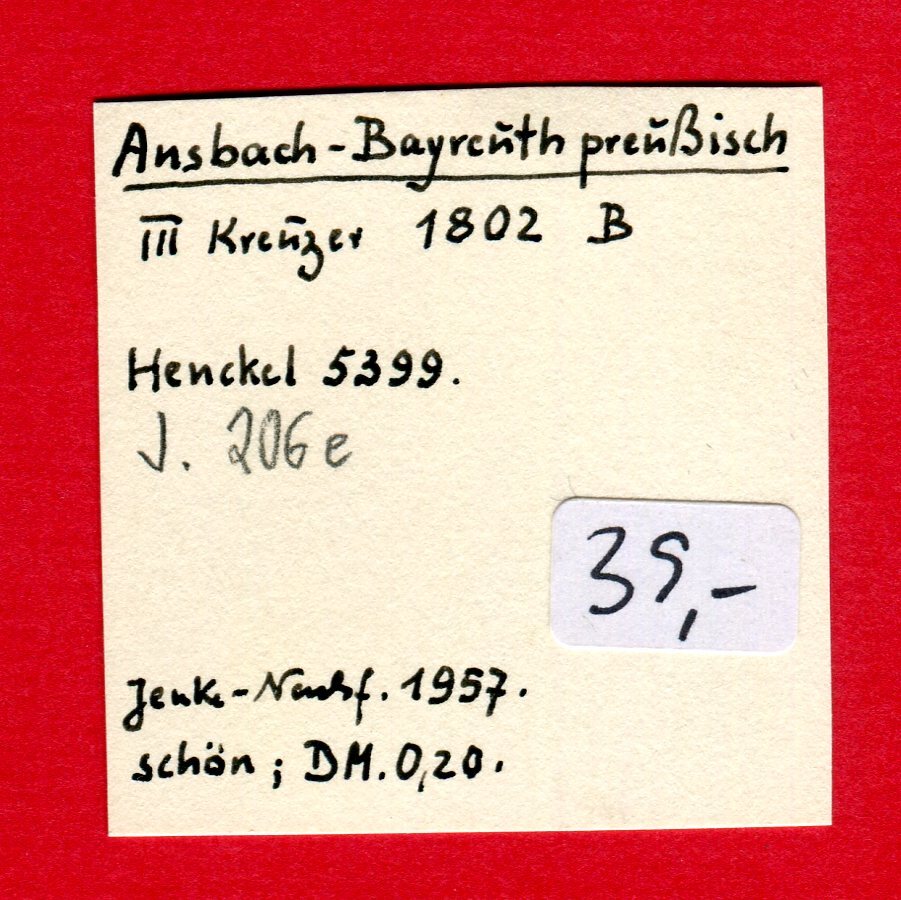 Ansbach-Bayreuth preußisch
III Kreuzer 1802 B
Henckel 5399.
J. 206e
39,-
Jenke-Nachf. 1957.
schön; DM. 0,20.